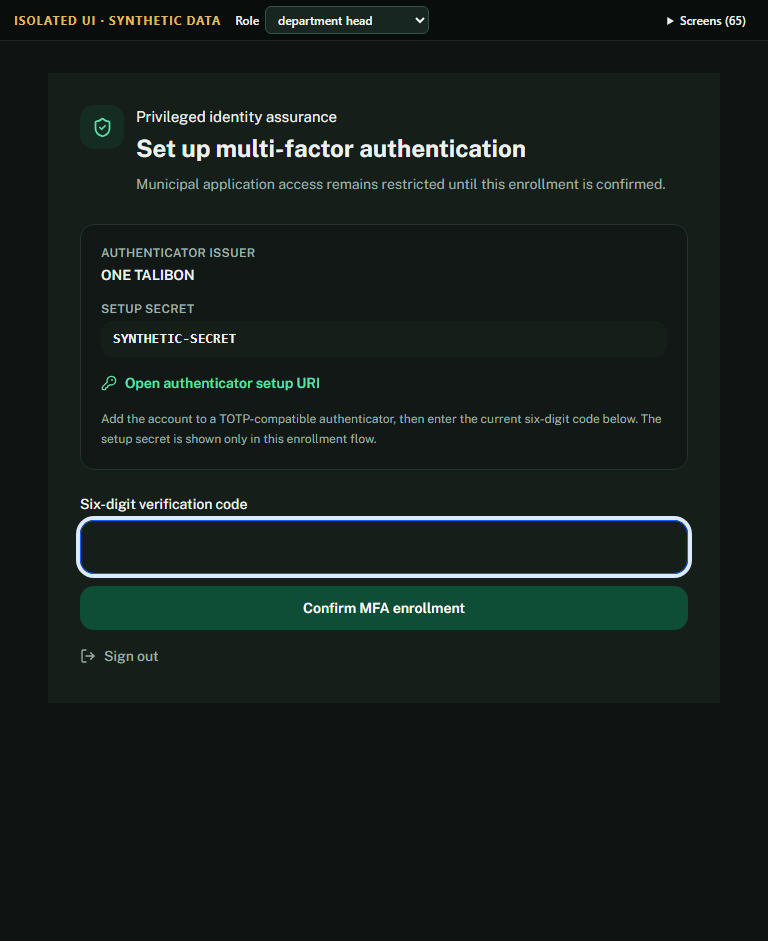 ISOLATED UI · SYNTHETIC DATA Role department head ▶ Screens (65)
Privileged identity assurance
Set up multi-factor authentication
Municipal application access remains restricted until this enrollment is confirmed.
AUTHENTICATOR ISSUER
ONE TALIBON
SETUP SECRET
SYNTHETIC-SECRET
Open authenticator setup URI
Add the account to a TOTP-compatible authenticator, then enter the current six-digit code below. The
setup secret is shown only in this enrollment flow.
Six-digit verification code
Confirm MFA enrollment
Sign out